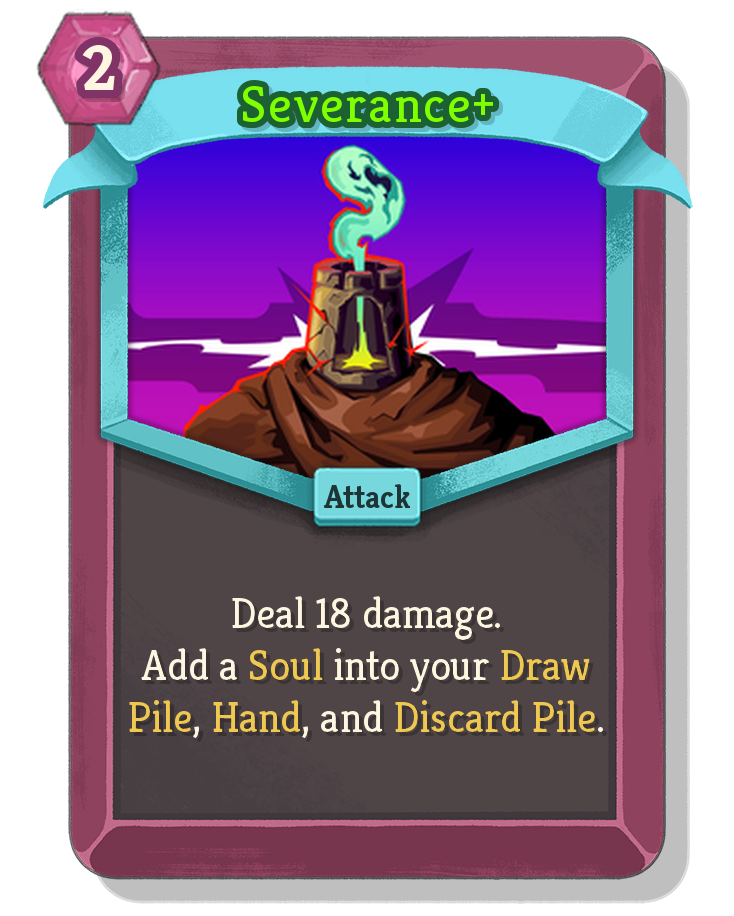 2
Severance+
Attack
Deal 18 damage.
Add a Soul into your Draw
Pile, Hand, and Discard Pile.